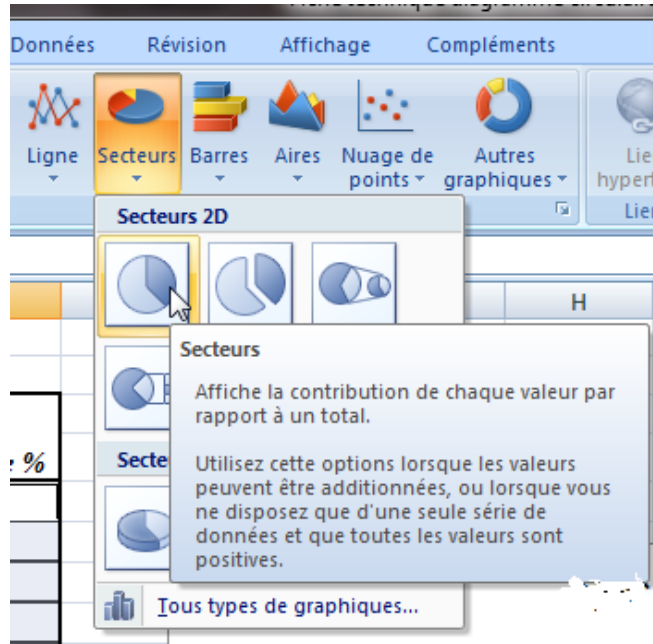 Données Révision Affichage Compléments
Ligne Secteurs Barres Aires Nuage de points Autres graphiques
Secteurs 2D
H
Secteurs
Affiche la contribution de chaque valeur par
rapport à un total.
%
Utilisez cette options lorsque les valeurs
peuvent être additionnées, ou lorsque vous
ne disposez que d'une seule série de
données et que toutes les valeurs sont
positives.
Tous types de graphiques...